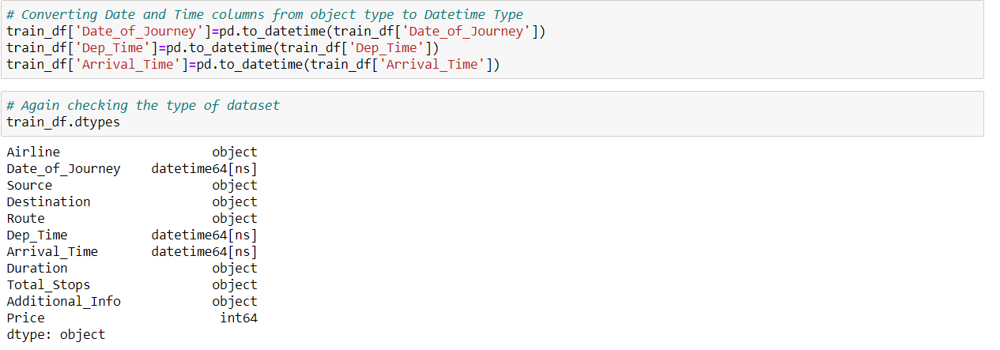 # Converting Date and Time columns from object type to Datetime Type
train_df['Date_of_Journey']=pd.to_datetime(train_df['Date_of_Journey'])
train_df['Dep_Time']=pd.to_datetime(train_df['Dep_Time'])
train_df['Arrival_Time']=pd.to_datetime(train_df['Arrival_Time'])
# Again checking the type of dataset
train_df.dtypes
Airline                    object
Date_of_Journey    datetime64[ns]
Source                     object
Destination                object
Route                      object
Dep_Time           datetime64[ns]
Arrival_Time       datetime64[ns]
Duration                   object
Total_Stops                object
Additional_Info            object
Price                       int64
dtype: object